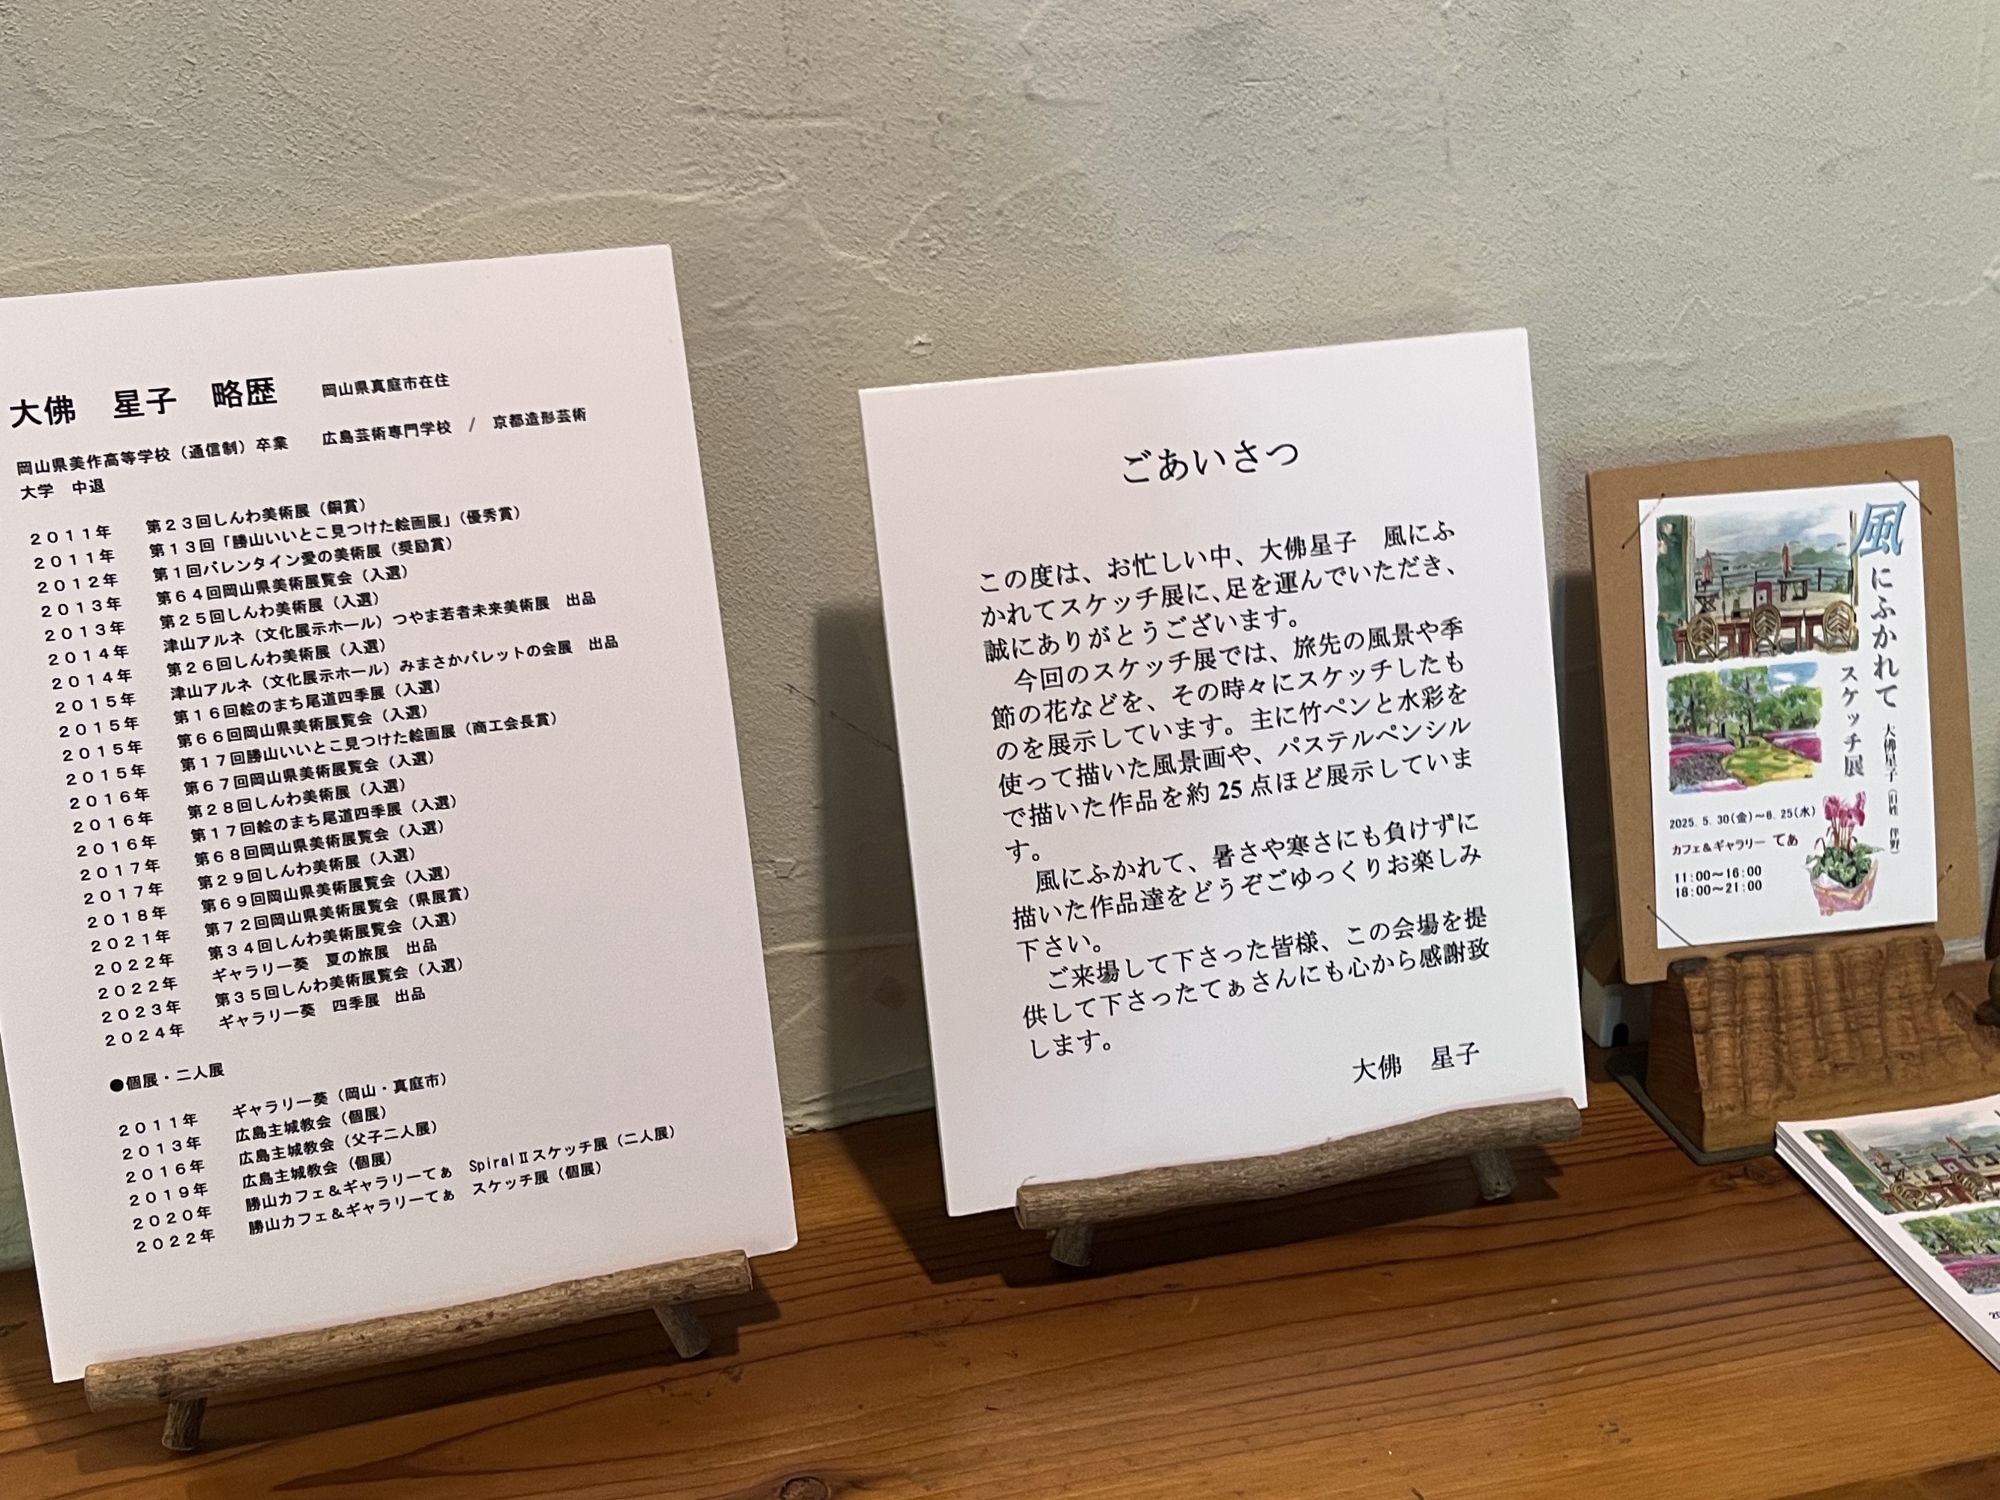 大佛 星子 略歴 岡山県真庭市在住
岡山県美作高等学校（通信制）卒業 広島芸術専門学校 / 京都造形芸術
大学 中退
2011年 第23回しんわ美術展（銅賞）
2011年 第13回「勝山いいとこ見つけた絵画展」（優秀賞）
2012年 第1回バレンタイン愛の美術展（奨励賞）
2013年 第64回岡山県美術展覧会（入選）
2013年 第25回しんわ美術展（入選）
2014年 津山アルネ（文化展示ホール）つやま若者未来美術展 出品
2014年 第26回しんわ美術展（入選）
2015年 津山アルネ（文化展示ホール）みまさかパレットの会展 出品
2015年 第16回絵のまち尾道四季展（入選）
2015年 第66回岡山県美術展覧会（入選）
2015年 第17回勝山いいとこ見つけた絵画展（商工会長賞）
2016年 第67回岡山県美術展覧会（入選）
2016年 第28回しんわ美術展（入選）
2016年 第17回絵のまち尾道四季展（入選）
2017年 第68回岡山県美術展覧会（入選）
2017年 第29回しんわ美術展（入選）
2018年 第69回岡山県美術展覧会（入選）
2021年 第72回岡山県美術展覧会（県展賞）
2022年 第34回しんわ美術展覧会（入選）
2022年 ギャラリー葵 夏の旅展 出品
2023年 第35回しんわ美術展覧会（入選）
2024年 ギャラリー葵 四季展 出品
●個展・二人展
2011年 ギャラリー葵（岡山・真庭市）
2013年 広島主城教会（個展）
2016年 広島主城教会（父子二人展）
2019年 広島主城教会（個展）
2020年 勝山カフェ＆ギャラリーてぁ SpiralⅡスケッチ展（二人展）
2022年 勝山カフェ＆ギャラリーてぁ スケッチ展（個展）
ごあいさつ
この度は、お忙しい中、大佛星子 風にふ
かれてスケッチ展に、足を運んでいただき、
誠にありがとうございます。
今回のスケッチ展では、旅先の風景や季
節の花などを、その時々にスケッチしたも
のを展示しています。主に竹ペンと水彩を
使って描いた風景画や、パステルペンシル
で描いた作品を約 25 点ほど展示していま
す。
風にふかれて、暑さや寒さにも負けずに
描いた作品達をどうぞごゆっくりお楽しみ
下さい。
ご来場して下さった皆様、この会場を提
供して下さったてぁさんにも心から感謝致
します。
大佛 星子
風にふかれて
スケッチ展
大佛星子（旧姓 伴野）
2025. 5. 30(金)～6. 25(水)
カフェ＆ギャラリー てぁ
11:00～16:00
18:00～21:00